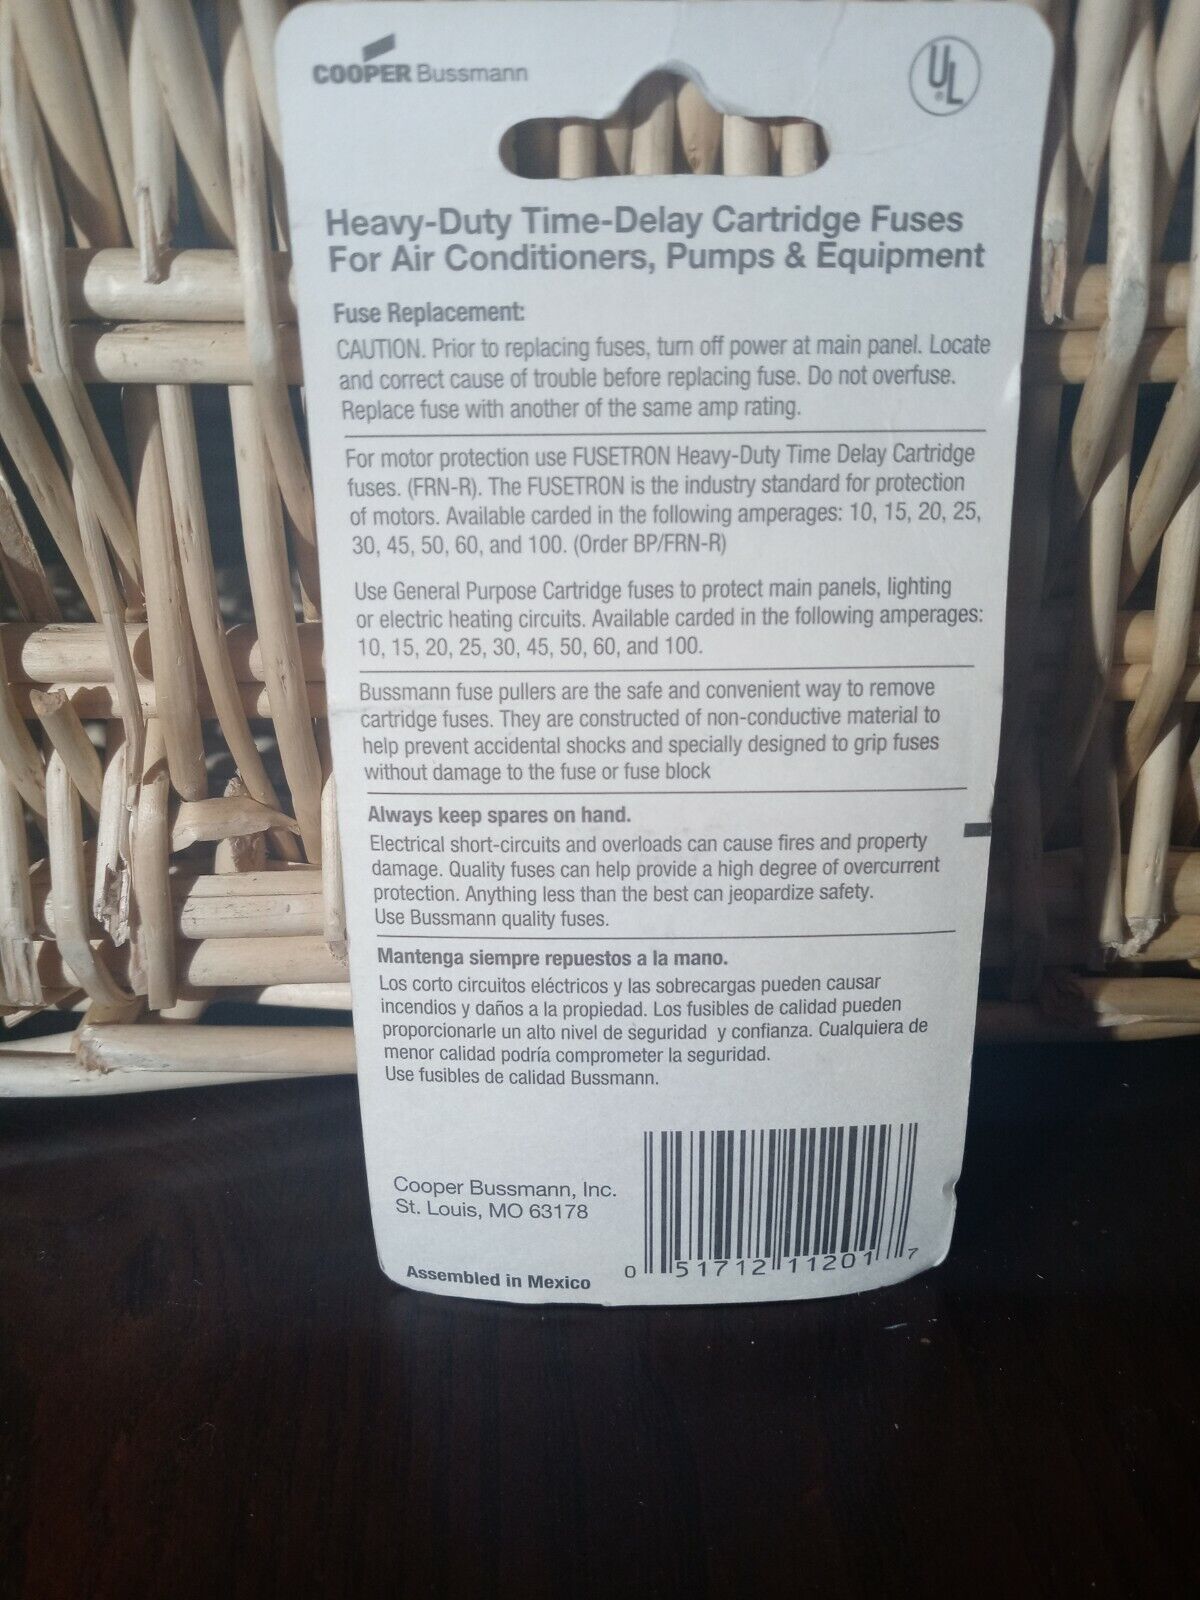 COOPER Bussmann
UL
Heavy-Duty Time-Delay Cartridge Fuses
For Air Conditioners, Pumps & Equipment
Fuse Replacement:
CAUTION. Prior to replacing fuses, turn off power at main panel. Locate
and correct cause of trouble before replacing fuse. Do not overfuse.
Replace fuse with another of the same amp rating.
For motor protection use FUSETRON Heavy-Duty Time Delay Cartridge
fuses. (FRN-R). The FUSETRON is the industry standard for protection
of motors. Available carded in the following amperages: 10, 15, 20, 25,
30, 45, 50, 60, and 100. (Order BP/FRN-R)
Use General Purpose Cartridge fuses to protect main panels, lighting
or electric heating circuits. Available carded in the following amperages:
10, 15, 20, 25, 30, 45, 50, 60, and 100.
Bussmann fuse pullers are the safe and convenient way to remove
cartridge fuses. They are constructed of non-conductive material to
help prevent accidental shocks and specially designed to grip fuses
without damage to the fuse or fuse block
Always keep spares on hand.
Electrical short-circuits and overloads can cause fires and property
damage. Quality fuses can help provide a high degree of overcurrent
protection. Anything less than the best can jeopardize safety.
Use Bussmann quality fuses.
Mantenga siempre repuestos a la mano.
Los corto circuitos eléctricos y las sobrecargas pueden causar
incendios y daños a la propiedad. Los fusibles de calidad pueden
proporcionarle un alto nivel de seguridad y confianza. Cualquiera de
menor calidad podría comprometer la seguridad.
Use fusibles de calidad Bussmann.
Cooper Bussmann, Inc.
St. Louis, MO 63178
Assembled in Mexico
0 51712 11201 7